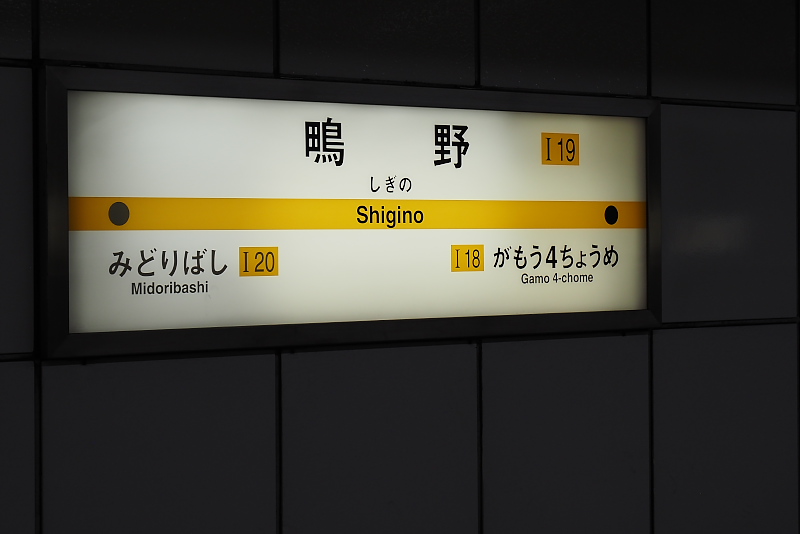 鴫野 I19
しぎの
Shigino
みどりばし I20 I18 がもう4ちょうめ
Midoribashi Gamo 4-chome